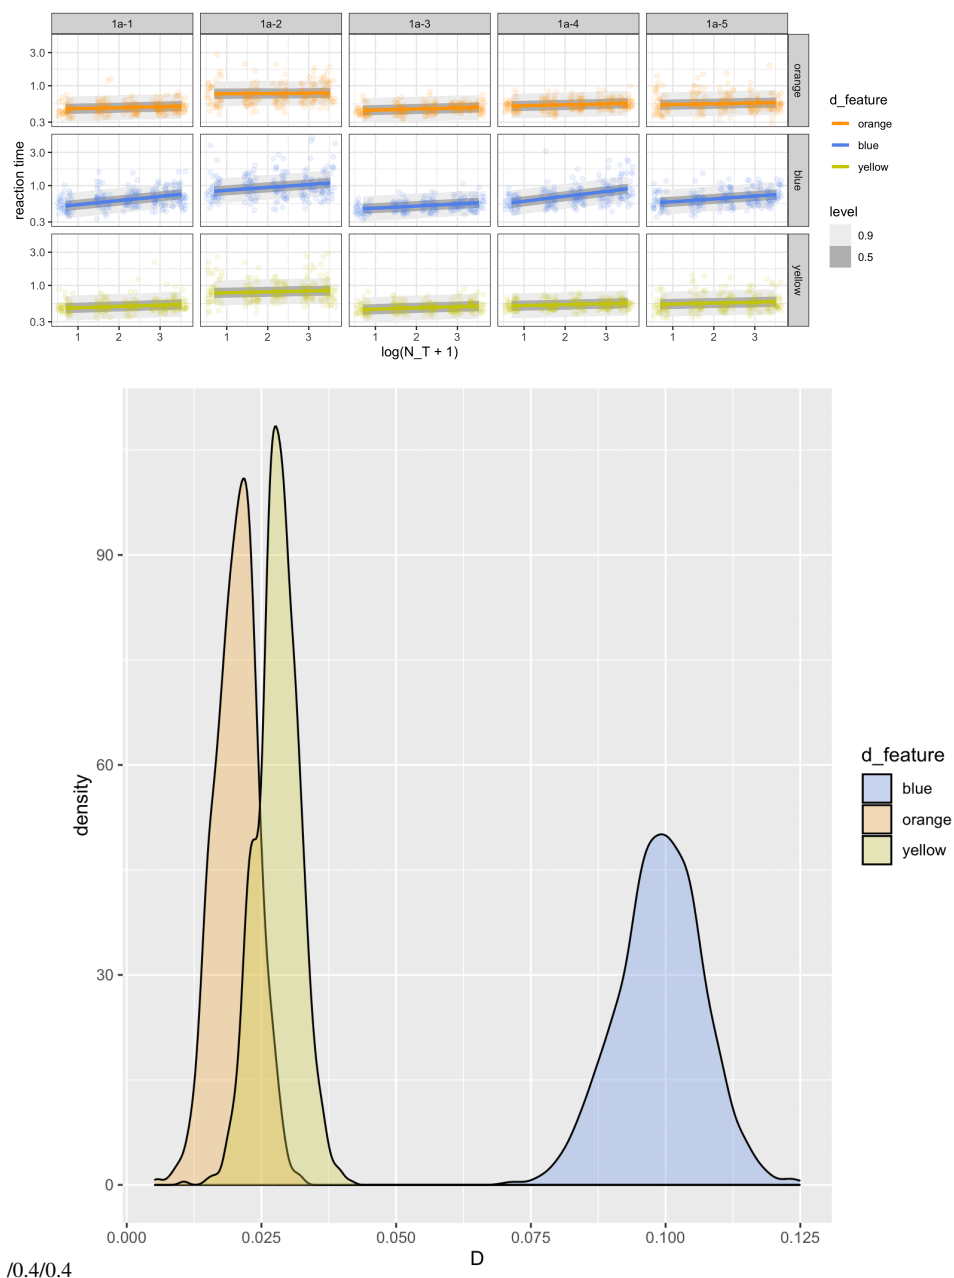 1a-1 1a-2 1a-3 1a-4 1a-5
3.0
1.0
0.3
orange
3.0
1.0
0.3
blue
3.0
1.0
0.3
yellow
reaction time
1 2 3 1 2 3 1 2 3 1 2 3 1 2 3
log(N_T + 1)
d_feature
orange
blue
yellow
level
0.9
0.5
90
60
30
0
density
0.000 0.025 0.050 0.075 0.100 0.125
D
d_feature
blue
orange
yellow
/0.4/0.4